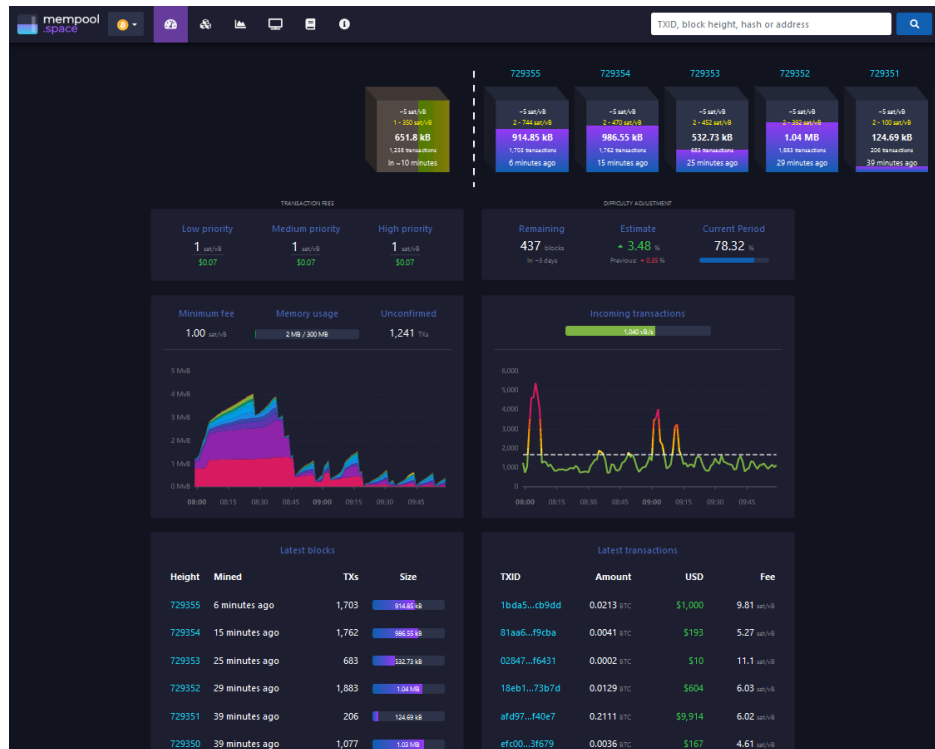 mempool
.space
TXID, block height, hash or address
729355 729354 729353 729352 729351
~5 sat/vB ~5 sat/vB ~5 sat/vB ~5 sat/vB ~5 sat/vB ~5 sat/vB
1 - 350 sat/vB 2 - 744 sat/vB 2 - 470 sat/vB 2 - 452 sat/vB 2 - 352 sat/vB 2 - 100 sat/vB
651.8 kB 914.85 kB 986.55 kB 532.73 kB 1.04 MB 124.69 kB
1,238 transactions 1,703 transactions 1,762 transactions 683 transactions 1,883 transactions 206 transactions
In ~10 minutes 6 minutes ago 15 minutes ago 25 minutes ago 29 minutes ago 39 minutes ago
TRANSACTION FEES
Low priority Medium priority High priority
1 sat/vB 1 sat/vB 1 sat/vB
$0.07 $0.07 $0.07
DIFFICULTY ADJUSTMENT
Remaining Estimate Current Period
437 blocks 3.48 % 78.32 %
In ~3 days Previous: 0.35 %
Minimum fee Memory usage Unconfirmed
1.00 sat/vB 2 MB / 300 MB 1,241 TXs
5 MvB
4 MvB
3 MvB
2 MvB
1 MvB
0 MvB
08:00 08:15 08:30 08:45 09:00 09:15 09:30 09:45
Incoming transactions
1,040 vB/s
6,000
5,000
4,000
3,000
2,000
1,000
0
08:00 08:15 08:30 08:45 09:00 09:15 09:30 09:45
Latest blocks
Height Mined TXs Size
729355 6 minutes ago 1,703 914.85 kB
729354 15 minutes ago 1,762 986.55 kB
729353 25 minutes ago 683 532.73 kB
729352 29 minutes ago 1,883 1.04 MB
729351 39 minutes ago 206 124.69 kB
729350 39 minutes ago 1,077 1.03 MB
Latest transactions
TXID Amount USD Fee
1bda5...cb9dd 0.0213 BTC $1,000 9.81 sat/vB
81aa6...f9cba 0.0041 BTC $193 5.27 sat/vB
02847...f6431 0.0002 BTC $10 11.1 sat/vB
18eb1...73b7d 0.0129 BTC $604 6.03 sat/vB
afd97...f40e7 0.2111 BTC $9,914 6.02 sat/vB
efc00...3f679 0.0036 BTC $167 4.61 sat/vB